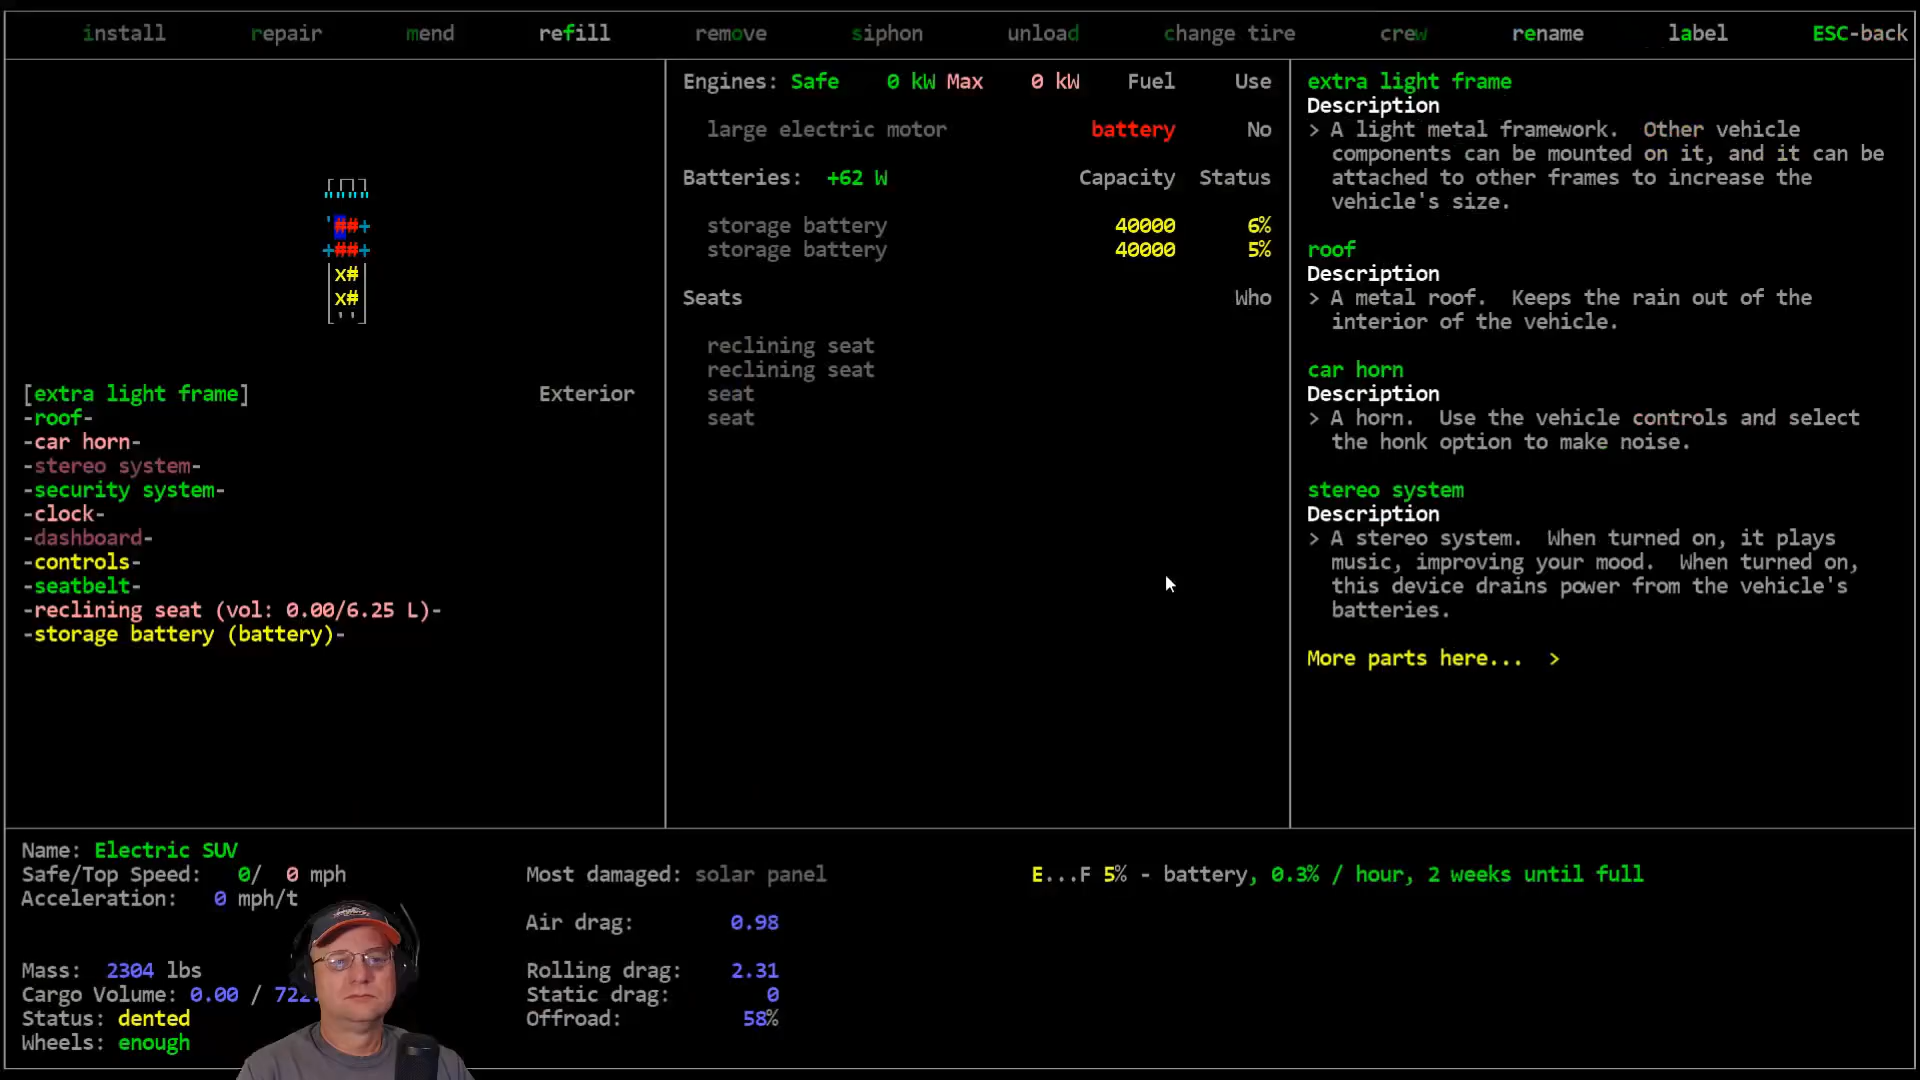 install repair mend refill remove siphon unload change tire crew rename label ESC-back
Engines: Safe 0 kW Max 0 kW Fuel Use
large electric motor battery No
Batteries: +62 W Capacity Status
storage battery 40000 6%
storage battery 40000 5%
Seats Who
reclining seat
reclining seat
seat
seat
[extra light frame] Exterior
-roof-
-car horn-
-stereo system-
-security system-
-clock-
-dashboard-
-controls-
-seatbelt-
-reclining seat (vol: 0.00/6.25 L)-
-storage battery (battery)-
extra light frame
Description
> A light metal framework. Other vehicle
components can be mounted on it, and it can be
attached to other frames to increase the
vehicle's size.
roof
Description
> A metal roof. Keeps the rain out of the
interior of the vehicle.
car horn
Description
> A horn. Use the vehicle controls and select
the honk option to make noise.
stereo system
Description
> A stereo system. When turned on, it plays
music, improving your mood. When turned on,
this device drains power from the vehicle's
batteries.
More parts here... >
Name: Electric SUV
Safe/Top Speed: 0/ 0 mph
Acceleration: 0 mph/t
Mass: 2304 lbs
Cargo Volume: 0.00 / 722.
Status: dented
Wheels: enough
Most damaged: solar panel
Air drag: 0.98
Rolling drag: 2.31
Static drag: 0
Offroad: 58%
E...F 5% - battery, 0.3% / hour, 2 weeks until full